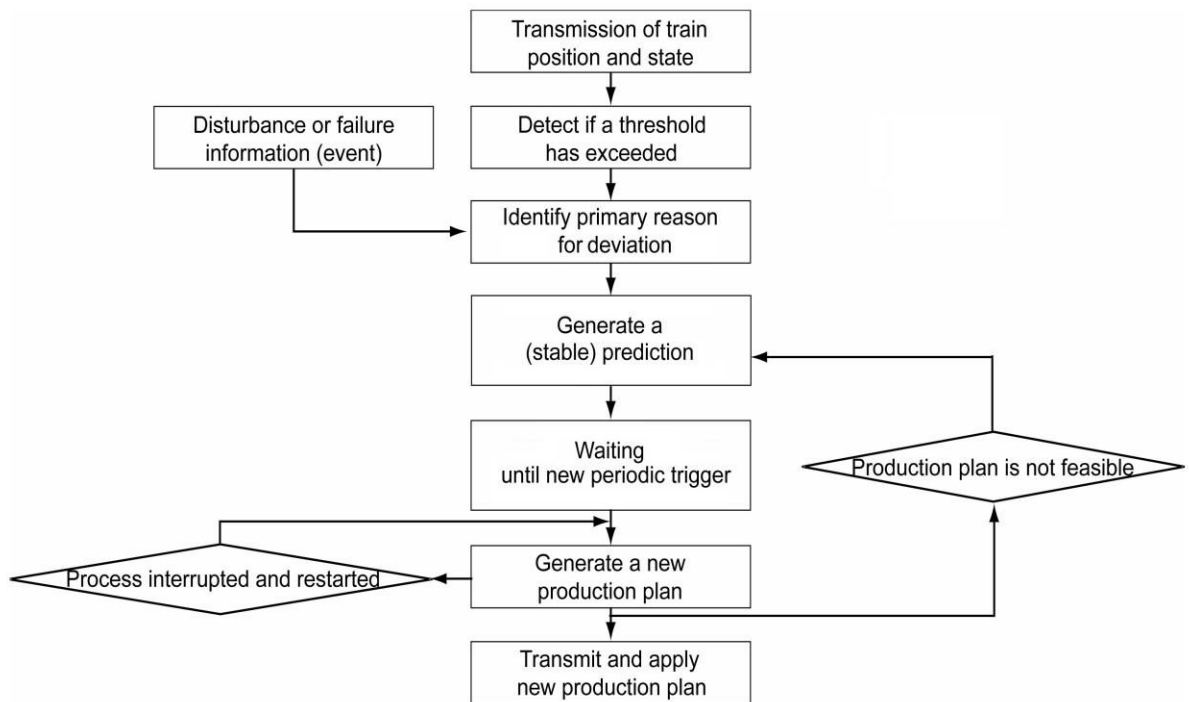 Transmission of train
position and state
Disturbance or failure
information (event)
Detect if a threshold
has exceeded
Identify primary reason
for deviation
Generate a
(stable) prediction
Waiting
until new periodic trigger
Production plan is not feasible
Process interrupted and restarted
Generate a new
production plan
Transmit and apply
new production plan